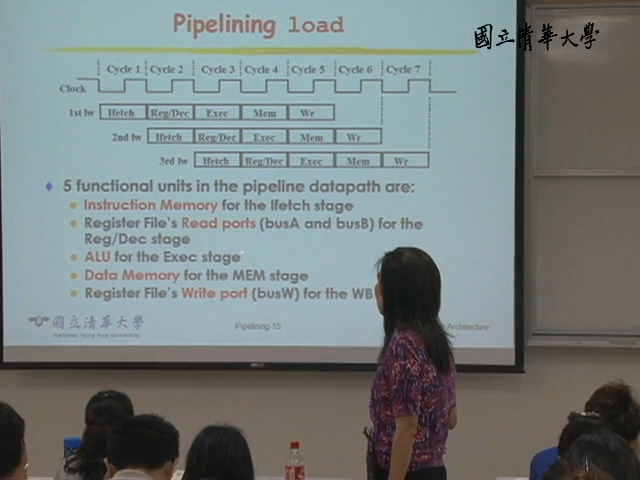 Pipelining load
國立清華大學
Cycle 1 Cycle 2 Cycle 3 Cycle 4 Cycle 5 Cycle 6 Cycle 7
Clock
1st lw Ifetch Reg/Dec Exec Mem Wr
2nd lw Ifetch Reg/Dec Exec Mem Wr
3rd lw Ifetch Reg/Dec Exec Mem Wr
5 functional units in the pipeline datapath are:
Instruction Memory for the Ifetch stage
Register File's Read ports (busA and busB) for the
Reg/Dec stage
ALU for the Exec stage
Data Memory for the MEM stage
Register File's Write port (busW) for the WB
國立清華大學
National Tsing Hua University
Pipelining-15
Architecture